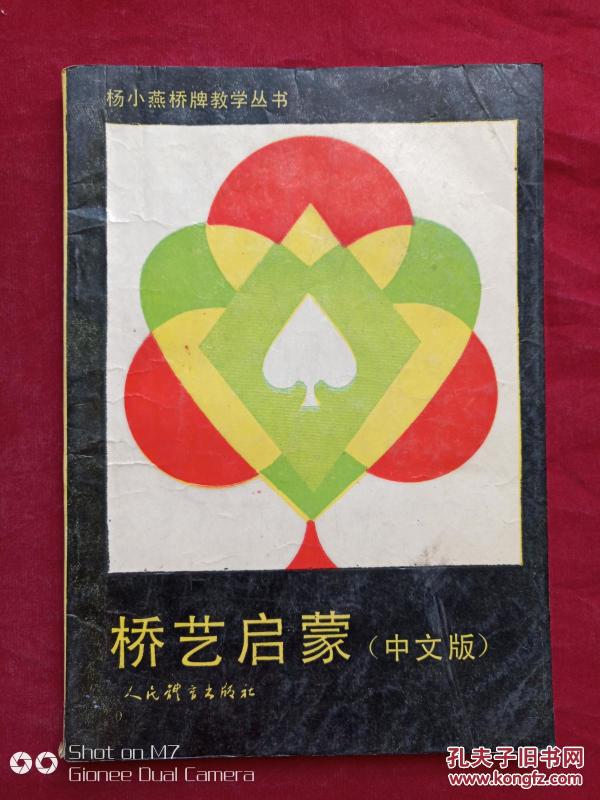 杨小燕桥牌教学丛书
桥艺启蒙（中文版）
人民體育出版社
Shot on M7
Gionee Dual Camera
孔夫子旧书网
www.kongfz.com